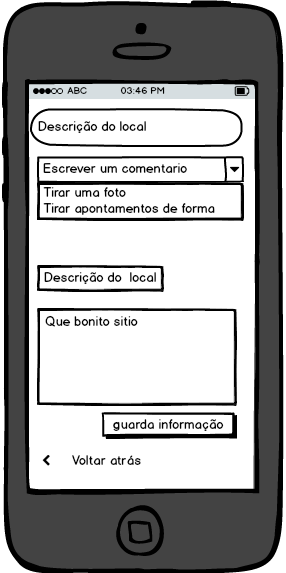 ABC 03:46 PM
Descrição do local
Escrever um comentario
Tirar uma foto
Tirar apontamentos de forma
Descrição do local
Que bonito sitio
guarda informação
Voltar atrás